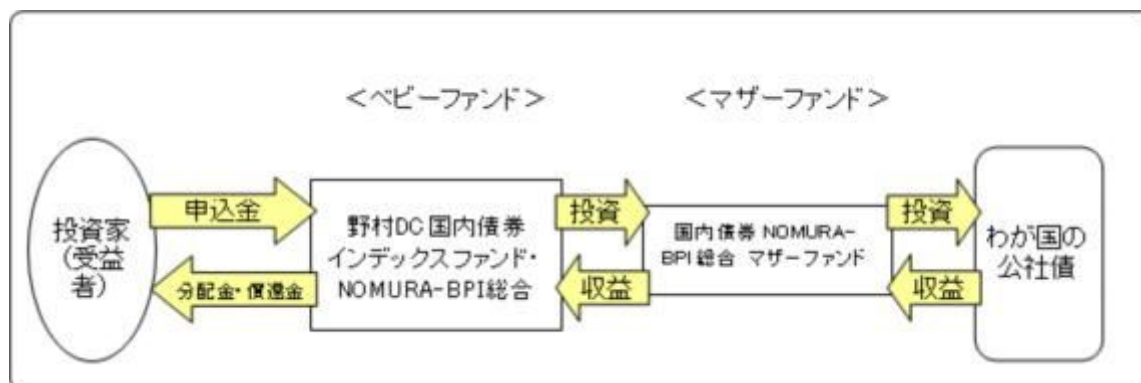 ＜ベビーファンド＞
＜マザーファンド＞
投資家
(受益
者)
申込金
分配金・償還金
野村DC国内債券
インデックスファンド・
NOMURA-BPI総合
投資
収益
国内債券 NOMURA-
BPI総合 マザーファンド
投資
収益
わが国の
公社債